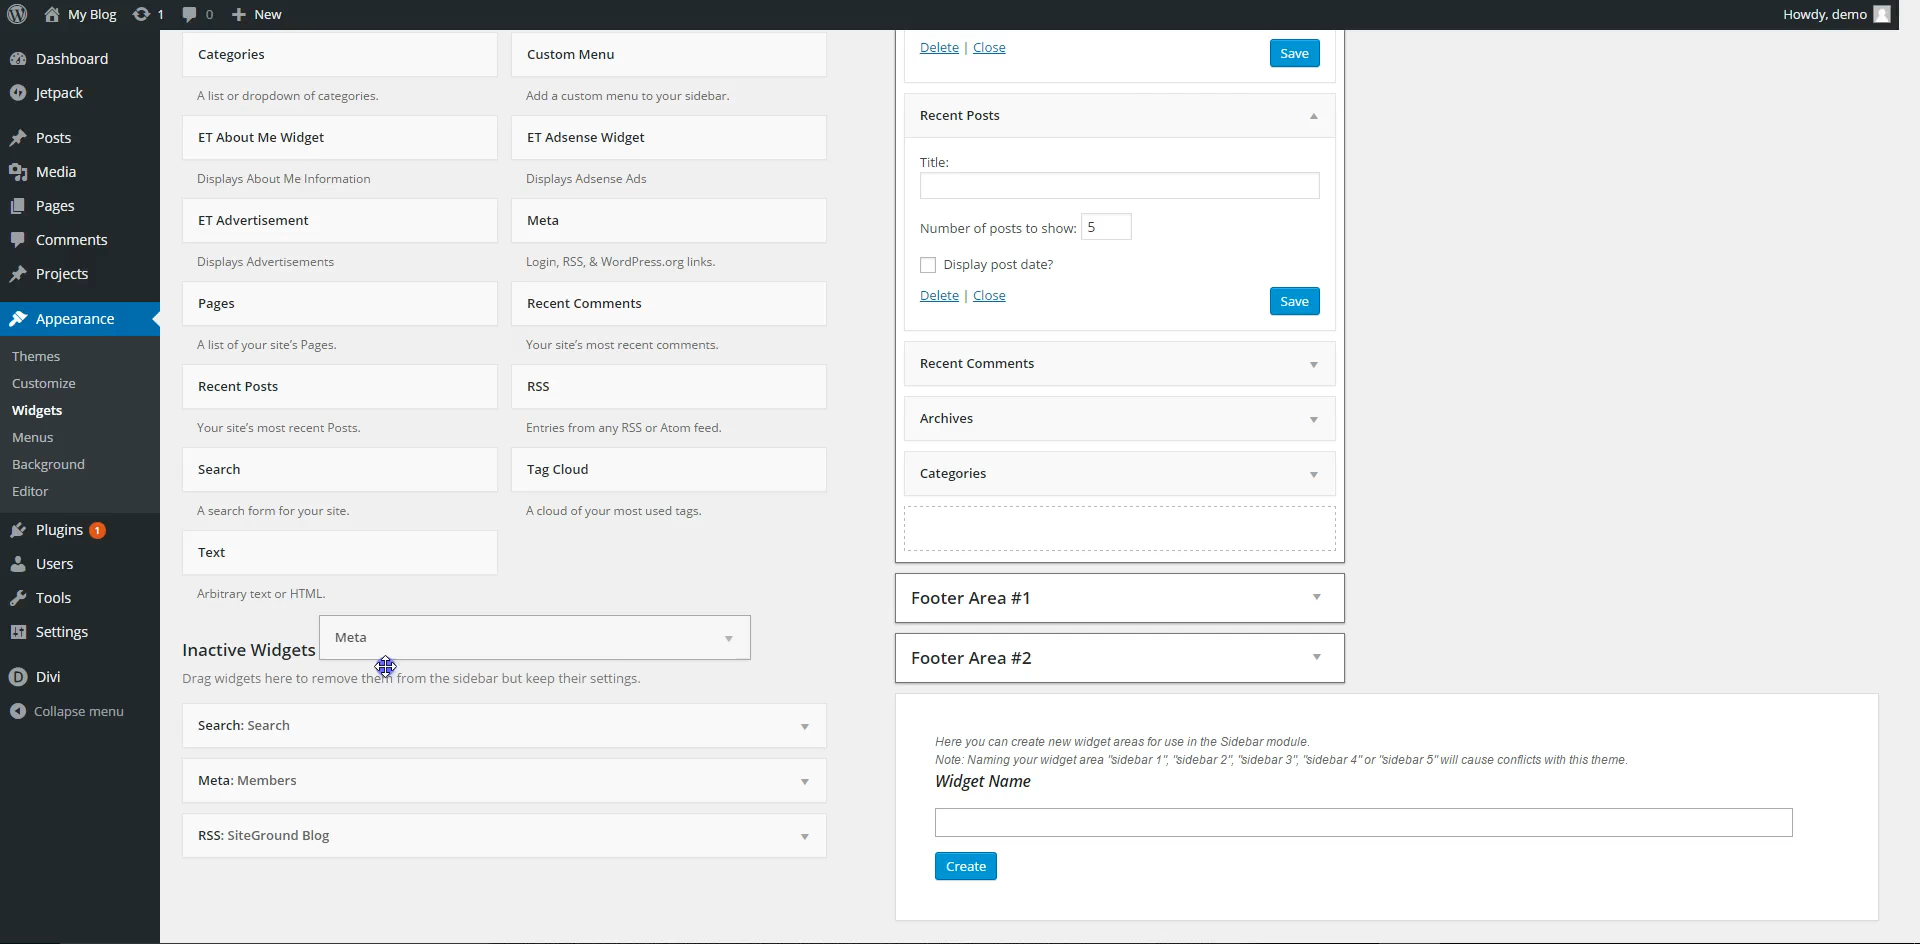 My Blog 1 0 New Howdy, demo
Dashboard
Jetpack
Posts
Media
Pages
Comments
Projects
Appearance
Themes
Customize
Widgets
Menus
Background
Editor
Plugins 1
Users
Tools
Settings
Divi
Collapse menu
Categories
A list or dropdown of categories.
Custom Menu
Add a custom menu to your sidebar.
ET About Me Widget
Displays About Me Information
ET Adsense Widget
Displays Adsense Ads
ET Advertisement
Displays Advertisements
Meta
Login, RSS, & WordPress.org links.
Pages
A list of your site's Pages.
Recent Comments
Your site's most recent comments.
Recent Posts
Your site's most recent Posts.
RSS
Entries from any RSS or Atom feed.
Search
A search form for your site.
Tag Cloud
A cloud of your most used tags.
Text
Arbitrary text or HTML.
Meta
Inactive Widgets
Drag widgets here to remove them from the sidebar but keep their settings.
Search: Search
Meta: Members
RSS: SiteGround Blog
Delete | Close Save
Recent Posts
Title:
Number of posts to show: 5
Display post date?
Delete | Close Save
Recent Comments
Archives
Categories
Footer Area #1
Footer Area #2
Here you can create new widget areas for use in the Sidebar module.
Note: Naming your widget area "sidebar 1", "sidebar 2", "sidebar 3", "sidebar 4" or "sidebar 5" will cause conflicts with this theme.
Widget Name
Create